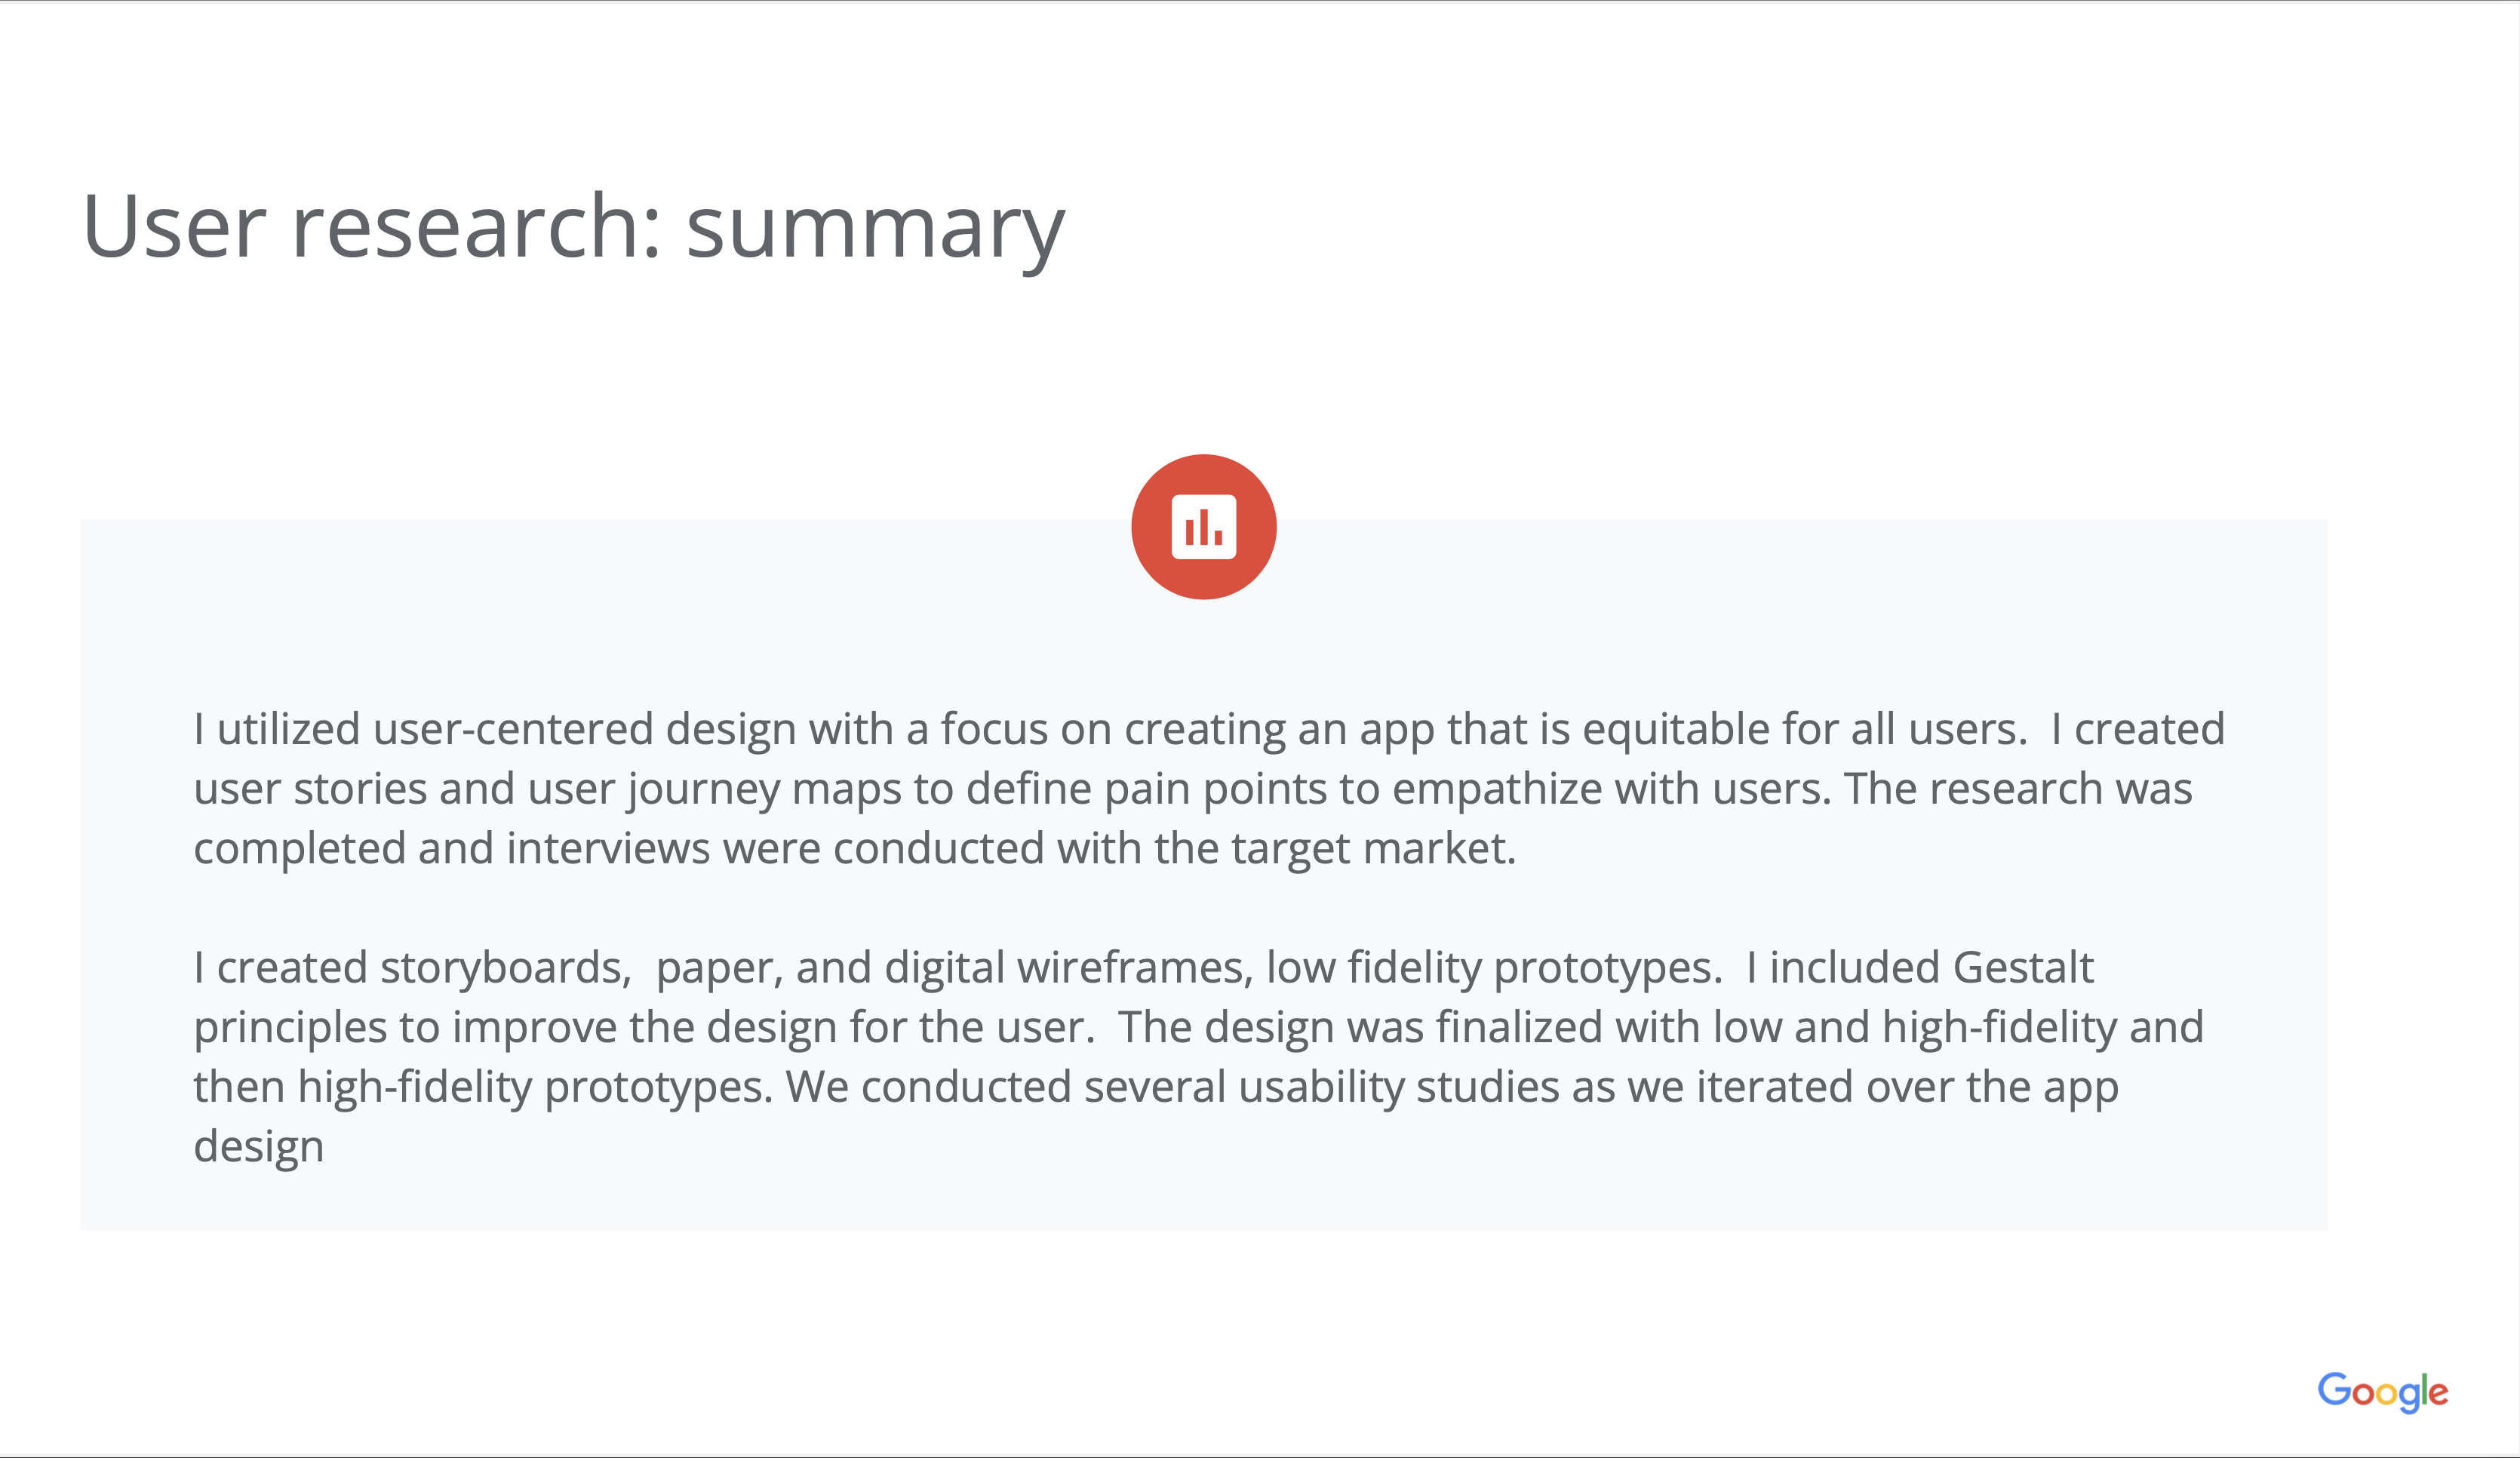 User research: summary
I utilized user-centered design with a focus on creating an app that is equitable for all users.  I created
user stories and user journey maps to define pain points to empathize with users. The research was
completed and interviews were conducted with the target market.
I created storyboards,  paper, and digital wireframes, low fidelity prototypes.  I included Gestalt
principles to improve the design for the user.  The design was finalized with low and high-fidelity and
then high-fidelity prototypes. We conducted several usability studies as we iterated over the app
design
Google